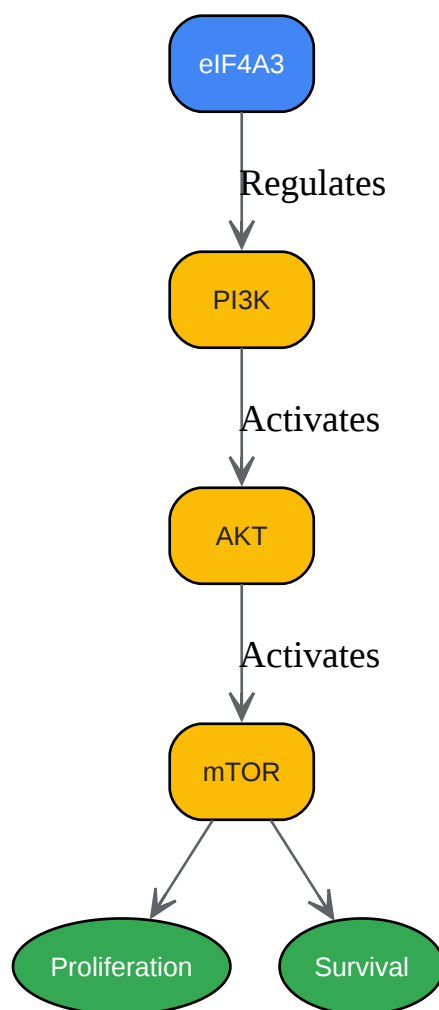 eIF4A3
Regulates
PI3K
Activates
AKT
Activates
mTOR
Proliferation
Survival